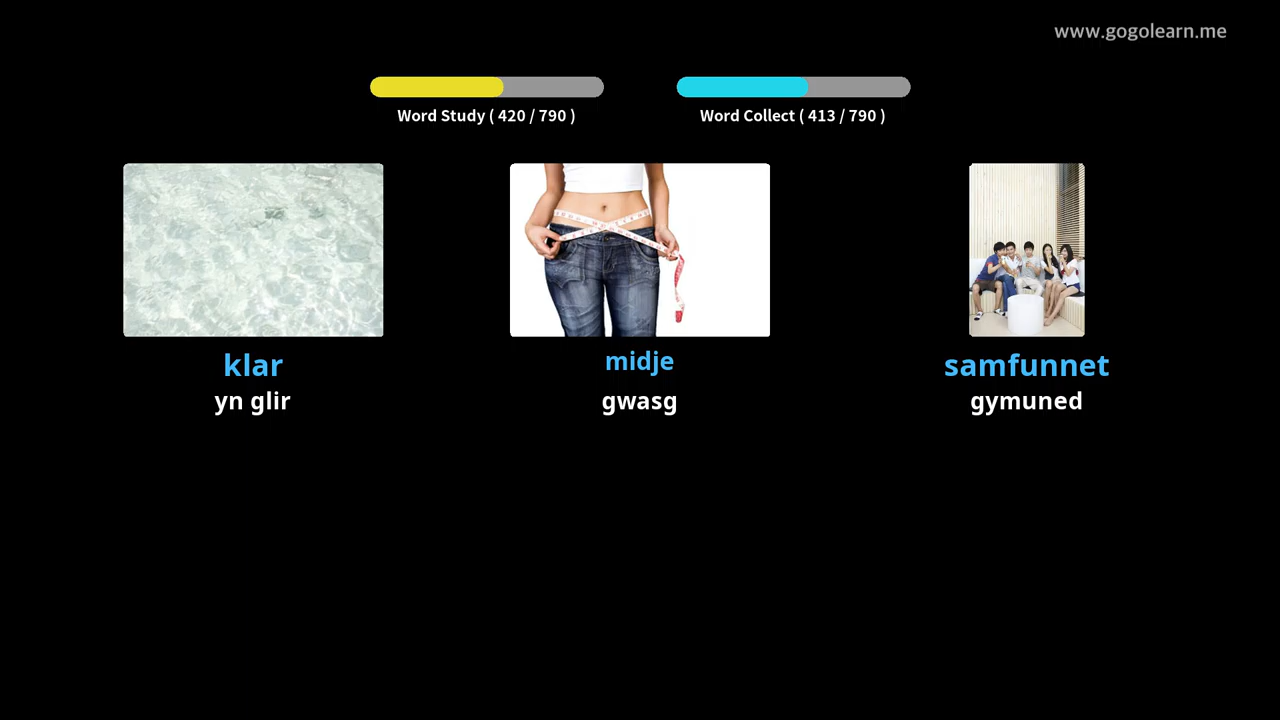 www.gogolearn.me
Word Study ( 420 / 790 )
Word Collect ( 413 / 790 )
klar
yn glir
midje
gwasg
samfunnet
gymuned